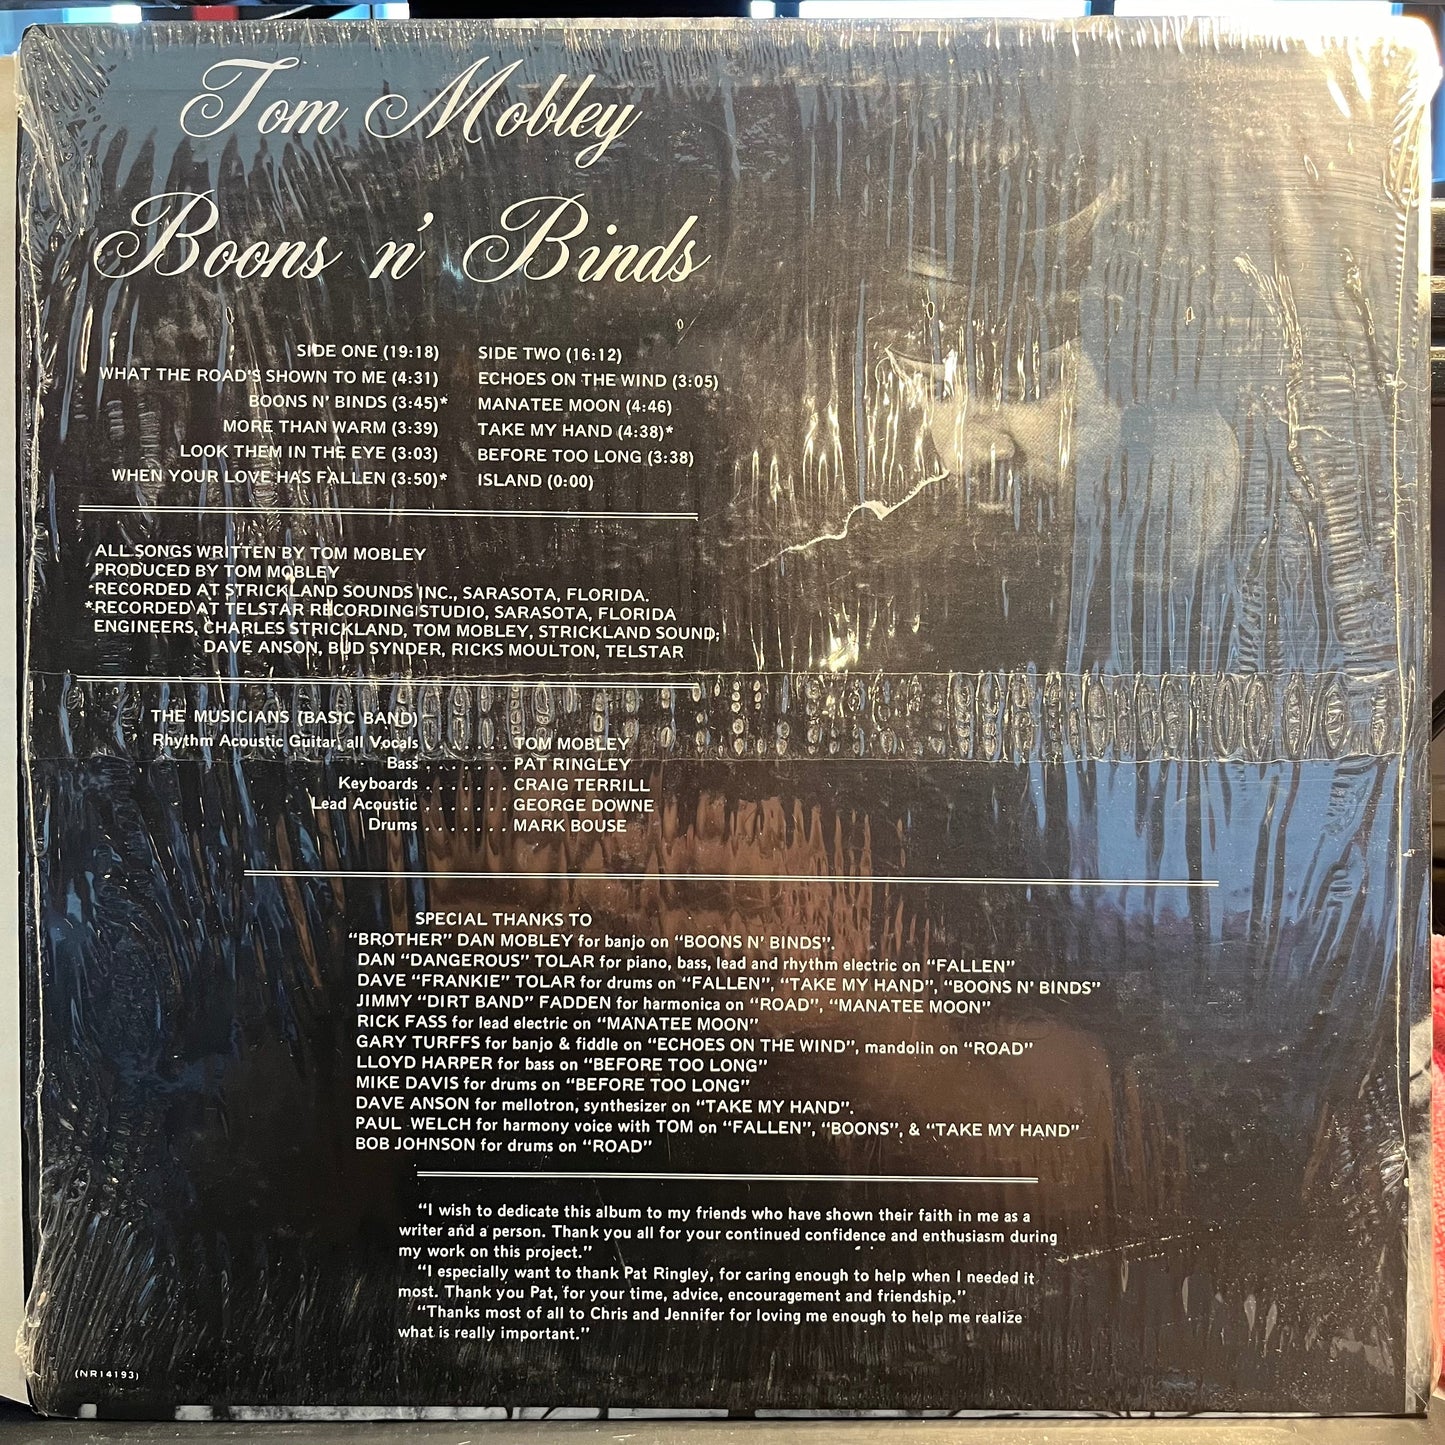 Tom Mobley
Boons n' Binds
SIDE ONE (19:18)
WHAT THE ROAD'S SHOWN TO ME (4:31)
BOONS N' BINDS (3:45)*
MORE THAN WARM (3:39)
LOOK THEM IN THE EYE (3:03)
WHEN YOUR LOVE HAS FALLEN (3:50)*
SIDE TWO (16:12)
ECHOES ON THE WIND (3:05)
MANATEE MOON (4:46)
TAKE MY HAND (4:38)*
BEFORE TOO LONG (3:38)
ISLAND (0:00)
ALL SONGS WRITTEN BY TOM MOBLEY
PRODUCED BY TOM MOBLEY
RECORDED AT STRICKLAND SOUNDS INC., SARASOTA, FLORIDA.
*RECORDED AT TELSTAR RECORDING STUDIO, SARASOTA, FLORIDA
ENGINEERS, CHARLES STRICKLAND, TOM MOBLEY, STRICKLAND SOUND;
DAVE ANSON, BUD SYNDER, RICKS MOULTON, TELSTAR
THE MUSICIANS (BASIC BAND)
Rhythm Acoustic Guitar, all Vocals . . . . . . . TOM MOBLEY
Bass . . . . . . . PAT RINGLEY
Keyboards . . . . . . . CRAIG TERRILL
Lead Acoustic . . . . . . . GEORGE DOWNE
Drums . . . . . . . MARK BOUSE
SPECIAL THANKS TO
"BROTHER" DAN MOBLEY for banjo on "BOONS N' BINDS".
DAN "DANGEROUS" TOLAR for piano, bass, lead and rhythm electric on "FALLEN"
DAVE "FRANKIE" TOLAR for drums on "FALLEN", "TAKE MY HAND", "BOONS N' BINDS"
JIMMY "DIRT BAND" FADDEN for harmonica on "ROAD", "MANATEE MOON"
RICK FASS for lead electric on "MANATEE MOON"
GARY TURFFS for banjo & fiddle on "ECHOES ON THE WIND", mandolin on "ROAD"
LLOYD HARPER for bass on "BEFORE TOO LONG"
MIKE DAVIS for drums on "BEFORE TOO LONG"
DAVE ANSON for mellotron, synthesizer on "TAKE MY HAND".
PAUL WELCH for harmony voice with TOM on "FALLEN", "BOONS", & "TAKE MY HAND"
BOB JOHNSON for drums on "ROAD"
"I wish to dedicate this album to my friends who have shown their faith in me as a
writer and a person. Thank you all for your continued confidence and enthusiasm during
my work on this project."
"I especially want to thank Pat Ringley, for caring enough to help when I needed it
most. Thank you Pat, for your time, advice, encouragement and friendship."
"Thanks most of all to Chris and Jennifer for loving me enough to help me realize
what is really important."
(NR14193)